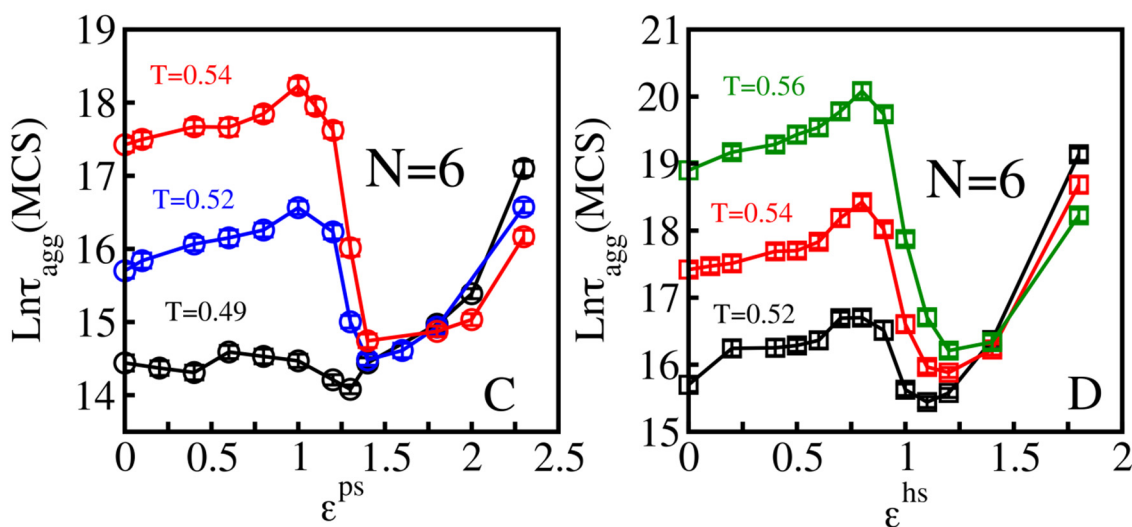 19
18
17
16
15
14
Lnτagg(MCS)
T=0.54
T=0.52
T=0.49
N=6
C
0 0.5 1 1.5 2 2.5
εps
21
20
19
18
17
16
15
Lnτagg(MCS)
T=0.56
T=0.54
T=0.52
N=6
D
0 0.5 1 1.5 2
εhs